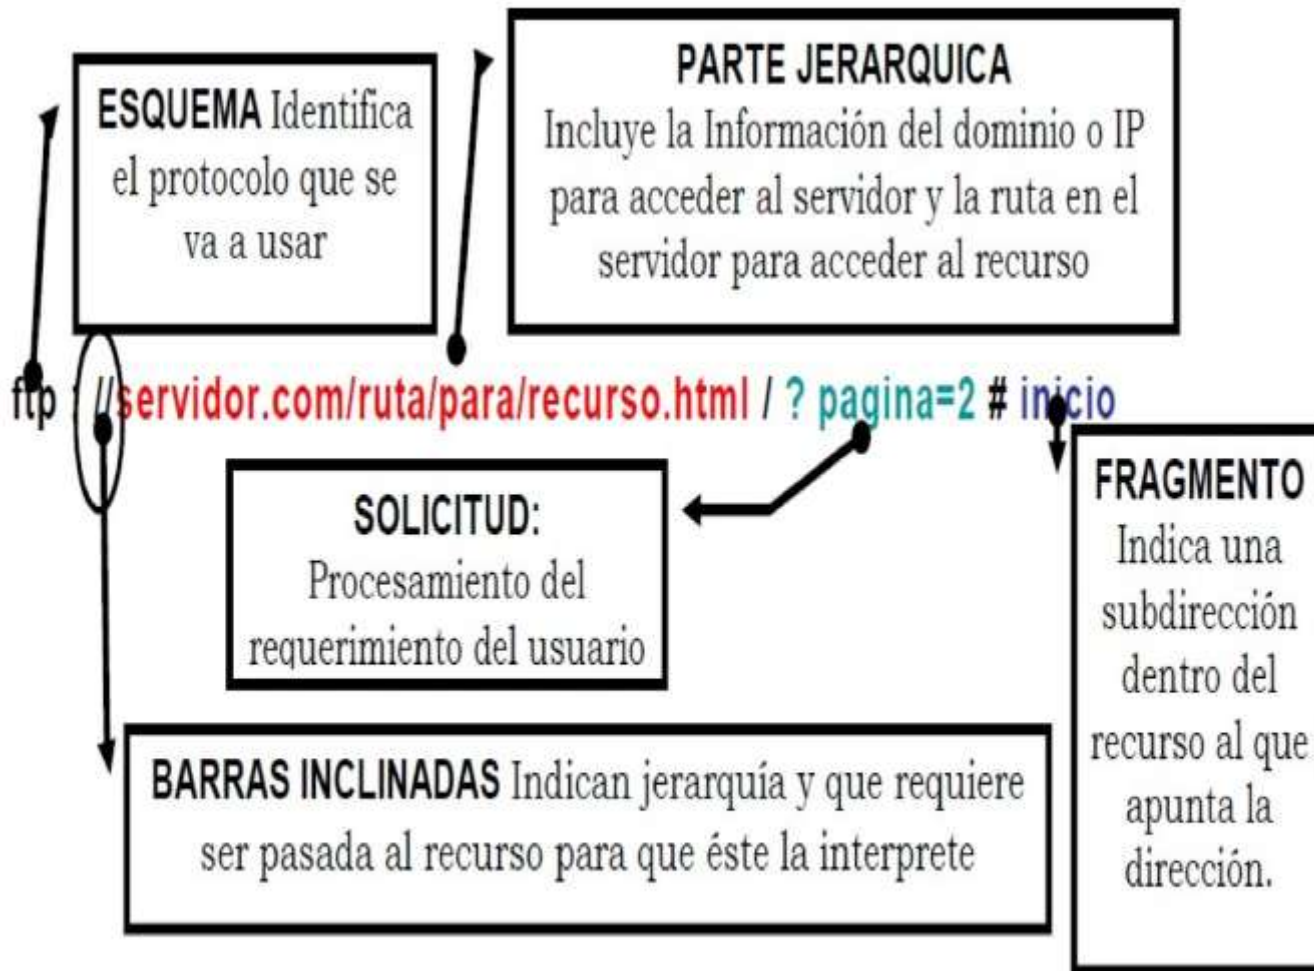 ESQUEMA Identifica
el protocolo que se
va a usar
PARTE JERARQUICA
Incluye la Información del dominio o IP
para acceder al servidor y la ruta en el
servidor para acceder al recurso
ftp : //servidor.com/ruta/para/recurso.html / ? pagina=2 # inicio
SOLICITUD:
Procesamiento del
requerimiento del usuario
FRAGMENTO
Indica una
subdirección
dentro del
recurso al que
apunta la
dirección.
BARRAS INCLINADAS Indican jerarquía y que requiere
ser pasada al recurso para que éste la interprete